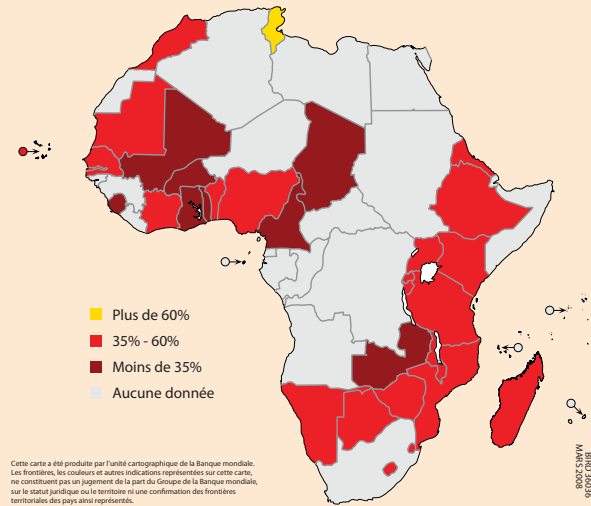 Plus de 60%
35% - 60%
Moins de 35%
Aucune donnée
Cette carte a été produite par l'unité cartographique de la Banque mondiale.
Les frontières, les couleurs et autres indications représentées sur cette carte,
ne constituent pas un jugement de la part du Groupe de la Banque mondiale,
sur le statut juridique ou le territoire ni une confirmation des frontières
territoriales des pays ainsi représentés.
BIRD 36036
MARS 2008